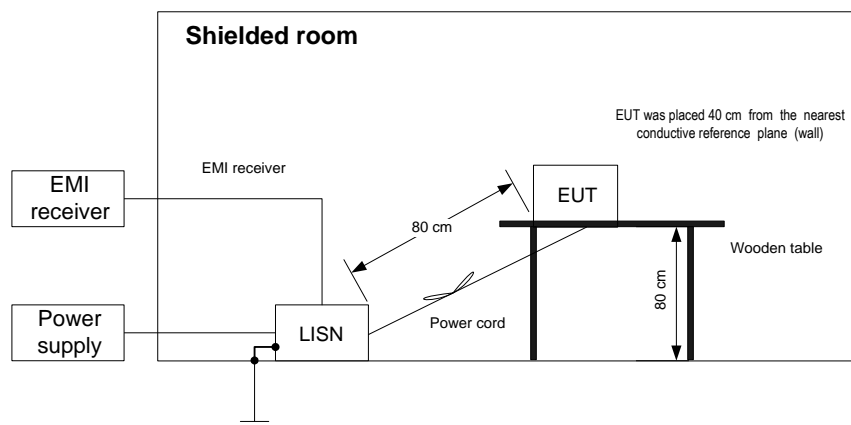 Shielded room
EUT was placed 40 cm from the nearest
conductive reference plane (wall)
EMI receiver
EMI
receiver
EUT
80 cm
Wooden table
80 cm
Power
supply
LISN
Power cord